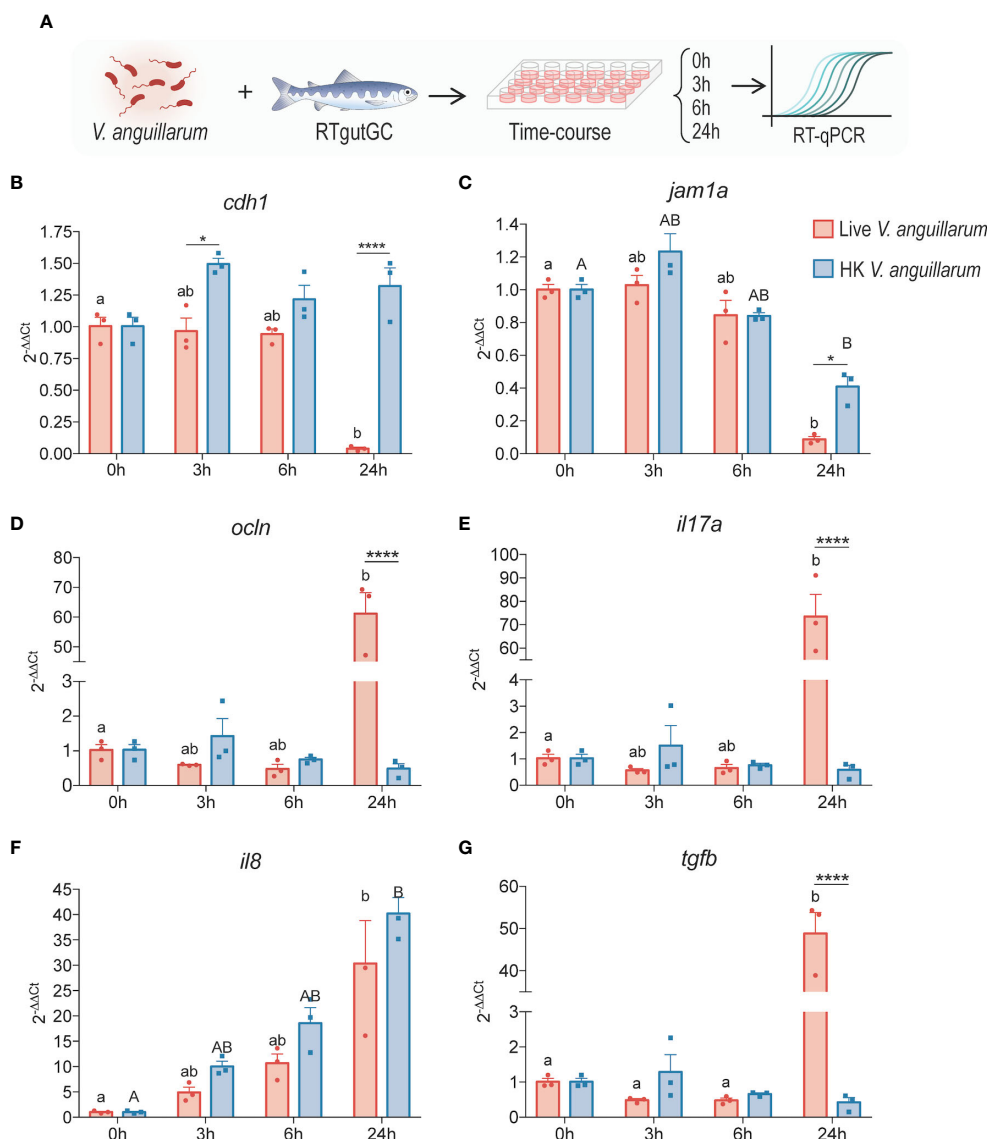 A
V. anguillarum
+
RTgutGC
Time-course
0h
3h
6h
24h
RT-qPCR
B
cdh1
2-ΔΔCt
1.75
1.50
1.25
1.00
0.75
0.50
0.25
0.00
a
ab
*
ab
b
****
0h 3h 6h 24h
C
jam1a
2-ΔΔCt
1.4
1.2
1.0
0.8
0.6
0.4
0.2
0.0
a A
ab AB
ab AB
b B
*
0h 3h 6h 24h
Live V. anguillarum
HK V. anguillarum
D
ocln
2-ΔΔCt
80
70
60
50
3
2
1
0
a
ab
ab
b
****
0h 3h 6h 24h
E
il17a
2-ΔΔCt
100
90
80
70
60
4
3
2
1
0
a
ab
ab
b
****
0h 3h 6h 24h
F
il8
2-ΔΔCt
45
40
35
30
25
20
15
10
5
0
a A
ab AB
ab AB
b B
0h 3h 6h 24h
G
tgfb
2-ΔΔCt
60
50
40
3
2
1
0
a
a
a
b
****
0h 3h 6h 24h